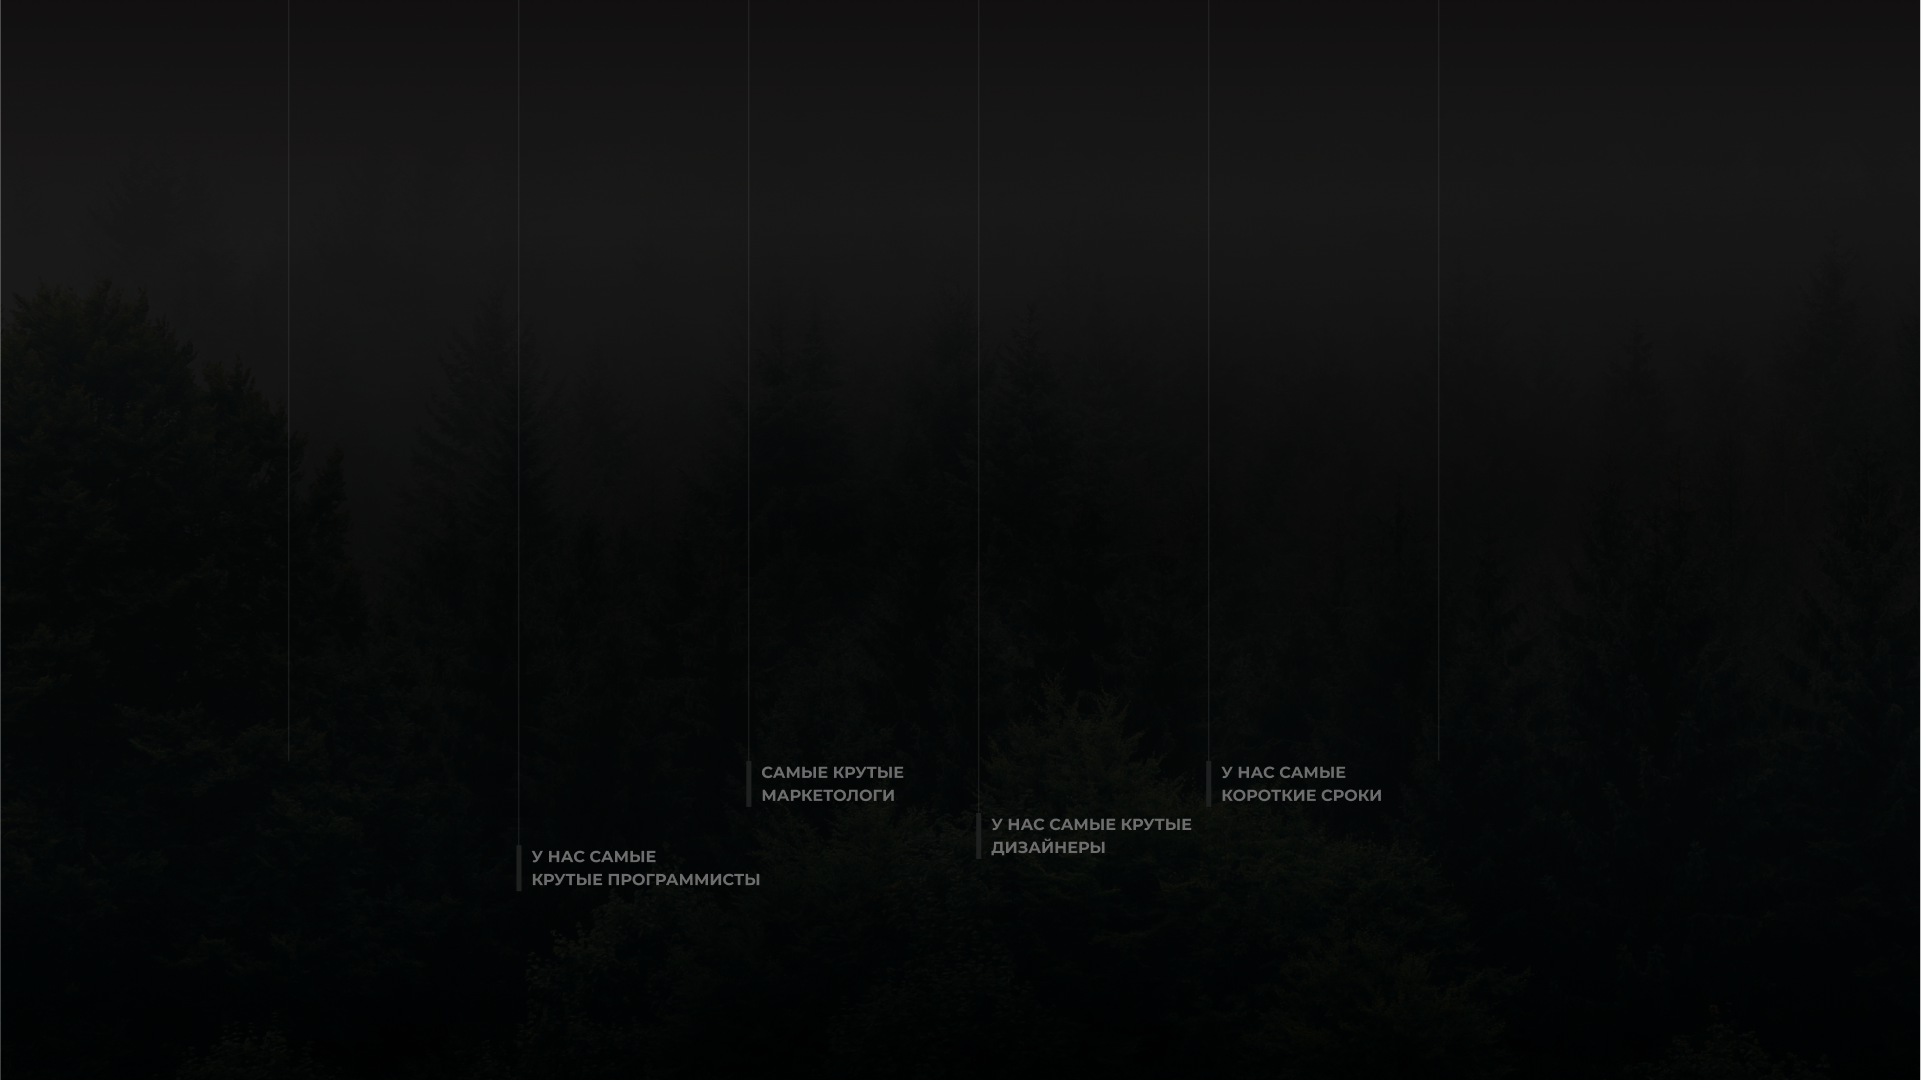 САМЫЕ КРУТЫЕ
МАРКЕТОЛОГИ
У НАС САМЫЕ
КОРОТКИЕ СРОКИ
У НАС САМЫЕ КРУТЫЕ
ДИЗАЙНЕРЫ
У НАС САМЫЕ
КРУТЫЕ ПРОГРАММИСТЫ